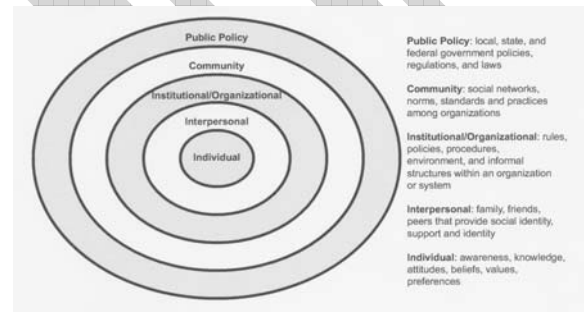 Public Policy
Community
Institutional/Organizational
Interpersonal
Individual
Public Policy: local, state, and
federal government policies,
regulations, and laws
Community: social networks,
norms, standards and practices
among organizations
Institutional/Organizational: rules,
policies, procedures,
environment, and informal
structures within an organization
or system
Interpersonal: family, friends,
peers that provide social identity,
support and identity
Individual: awareness, knowledge,
attitudes, beliefs, values,
preferences